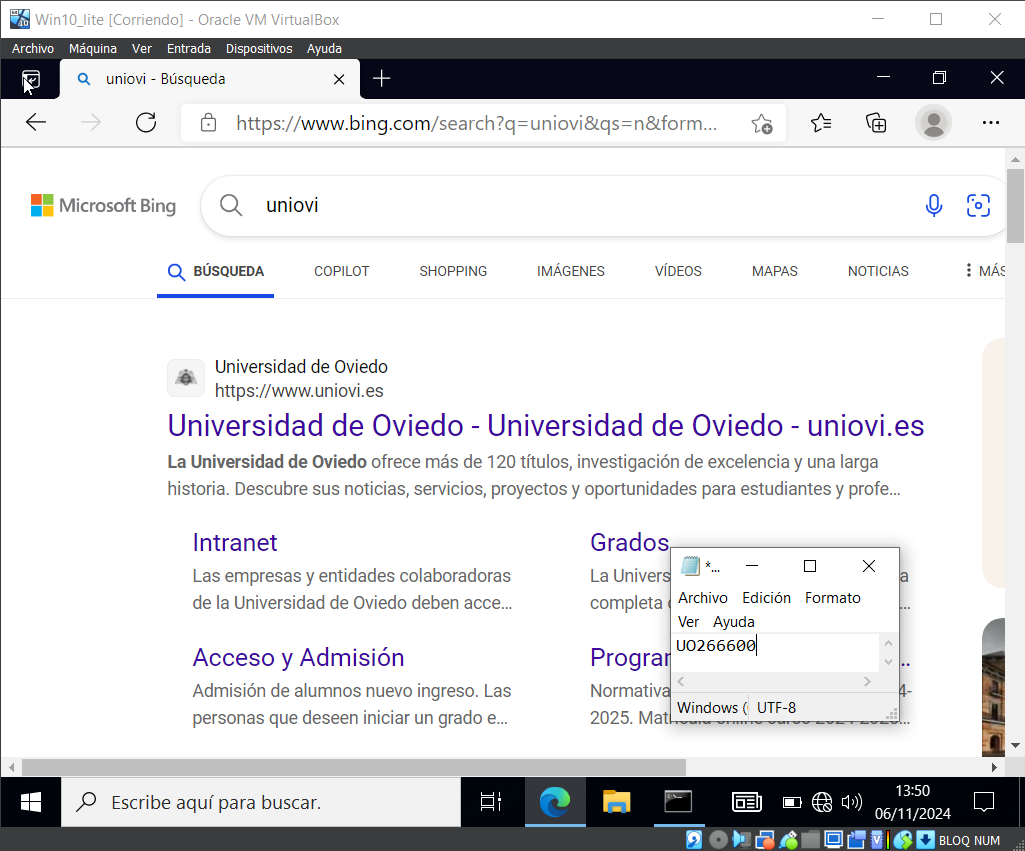 Win10_lite [Corriendo] - Oracle VM VirtualBox
Archivo Máquina Ver Entrada Dispositivos Ayuda
uniovi - Búsqueda
https://www.bing.com/search?q=uniovi&qs=n&form...
Microsoft Bing
uniovi
BÚSQUEDA COPILOT SHOPPING IMÁGENES VÍDEOS MAPAS NOTICIAS MÁS
Universidad de Oviedo
https://www.uniovi.es
Universidad de Oviedo - Universidad de Oviedo - uniovi.es
La Universidad de Oviedo ofrece más de 120 títulos, investigación de excelencia y una larga
historia. Descubre sus noticias, servicios, proyectos y oportunidades para estudiantes y profe...
Intranet
Las empresas y entidades colaboradoras
de la Universidad de Oviedo deben acce...
Acceso y Admisión
Admisión de alumnos nuevo ingreso. Las
personas que deseen iniciar un grado e...
Grados
La Univers
completa
Progra
Normativa
2025.
*...
Archivo Edición Formato
Ver Ayuda
UO266600
Windows ( UTF-8
Escribe aquí para buscar.
13:50
06/11/2024
BLOQ NUM